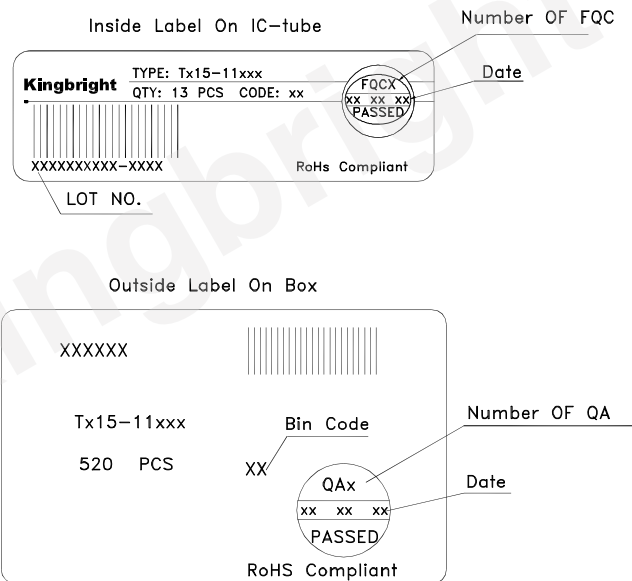 Inside Label On IC-tube
Number OF FQC
Kingbright
TYPE: Tx15-11xxx
QTY: 13 PCS CODE: xx
FQCX
xx xx xx
PASSED
Date
XXXXXXXXXX-XXXX
RoHs Compliant
LOT NO.
Outside Label On Box
XXXXXX
Tx15-11xxx
Bin Code
Number OF QA
520 PCS
XX
QAx
xx xx xx
Date
PASSED
RoHS Compliant
Kingbright